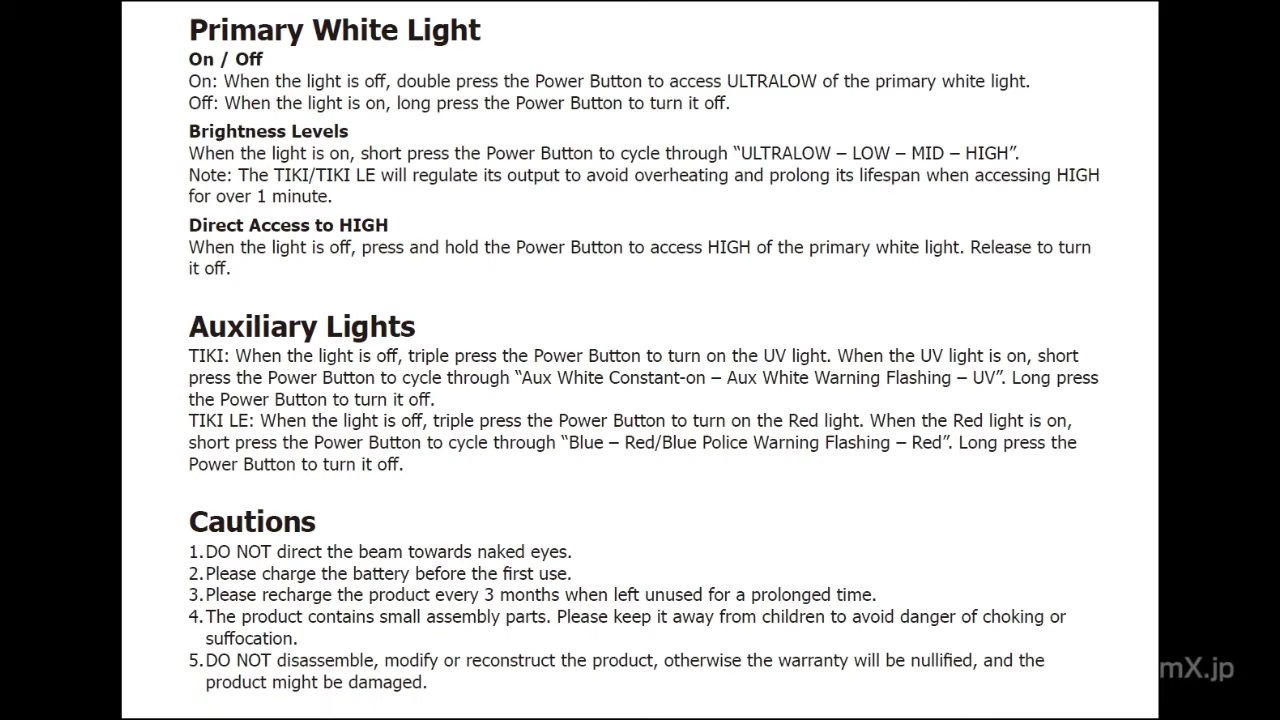 Primary White Light
On / Off
On: When the light is off, double press the Power Button to access ULTRALOW of the primary white light.
Off: When the light is on, long press the Power Button to turn it off.
Brightness Levels
When the light is on, short press the Power Button to cycle through “ULTRALOW – LOW – MID – HIGH”.
Note: The TIKI/TIKI LE will regulate its output to avoid overheating and prolong its lifespan when accessing HIGH
for over 1 minute.
Direct Access to HIGH
When the light is off, press and hold the Power Button to access HIGH of the primary white light. Release to turn
it off.
Auxiliary Lights
TIKI: When the light is off, triple press the Power Button to turn on the UV light. When the UV light is on, short
press the Power Button to cycle through “Aux White Constant-on – Aux White Warning Flashing – UV”. Long press
the Power Button to turn it off.
TIKI LE: When the light is off, triple press the Power Button to turn on the Red light. When the Red light is on,
short press the Power Button to cycle through “Blue – Red/Blue Police Warning Flashing – Red”. Long press the
Power Button to turn it off.
Cautions
1.DO NOT direct the beam towards naked eyes.
2.Please charge the battery before the first use.
3.Please recharge the product every 3 months when left unused for a prolonged time.
4.The product contains small assembly parts. Please keep it away from children to avoid danger of choking or
suffocation.
5.DO NOT disassemble, modify or reconstruct the product, otherwise the warranty will be nullified, and the
product might be damaged.
mX.jp